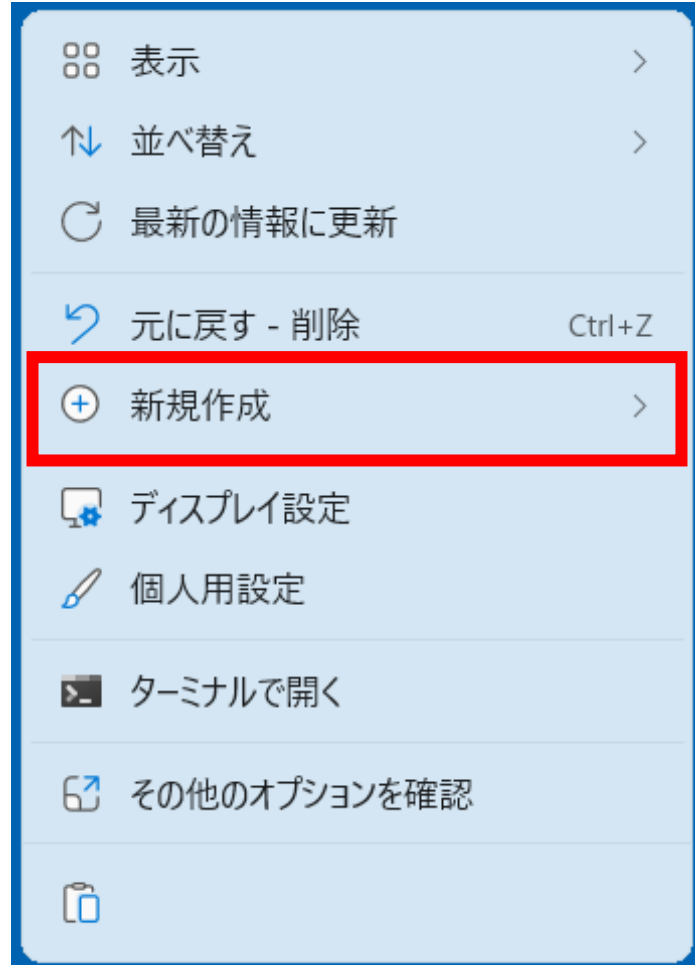 表示
並べ替え
最新の情報に更新
元に戻す - 削除 Ctrl+Z
新規作成
ディスプレイ設定
個人用設定
ターミナルで開く
その他のオプションを確認